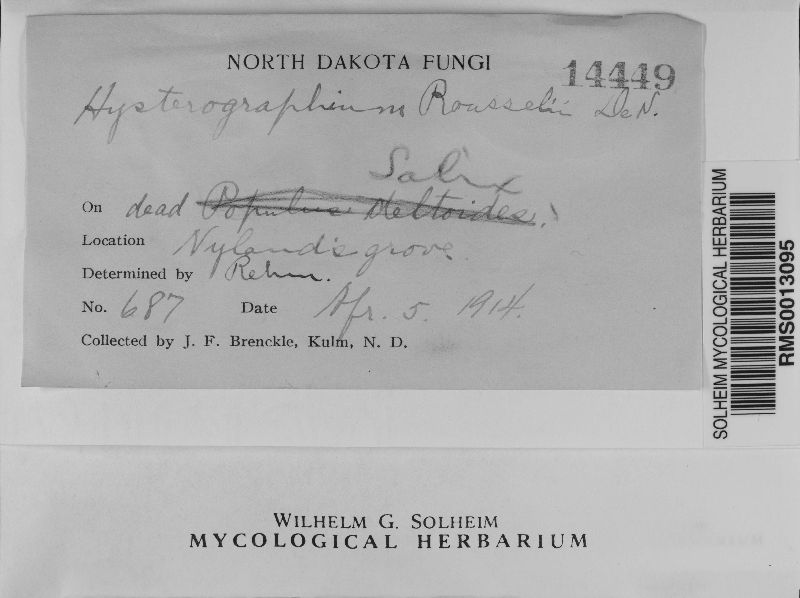 NORTH DAKOTA FUNGI
14449
Hysterographium Rousselii De N.
Salix
On dead Populus deltoides.
Location Nyland's grove.
Determined by Rehm.
No. 687 Date Apr. 5. 1914.
Collected by J. F. Brenckle, Kulm, N. D.
SOLHEIM MYCOLOGICAL HERBARIUM
RMS0013095
WILHELM G. SOLHEIM
MYCOLOGICAL HERBARIUM